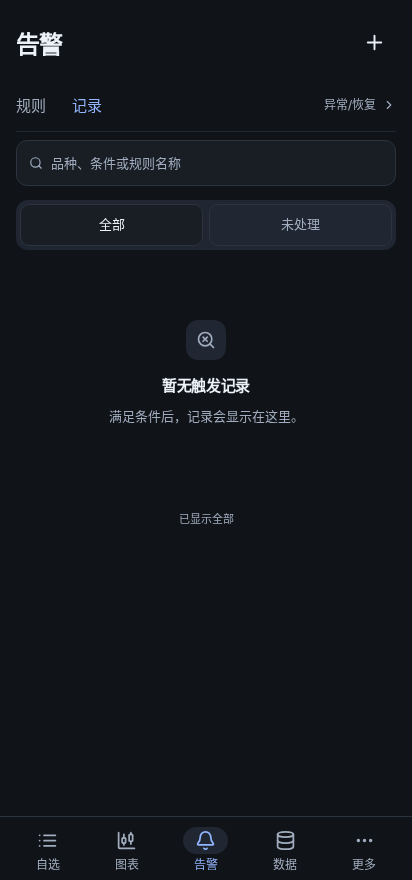 告警
规则 记录 异常/恢复
品种、条件或规则名称
全部 未处理
暂无触发记录
满足条件后，记录会显示在这里。
已显示全部
自选 图表 告警 数据 更多